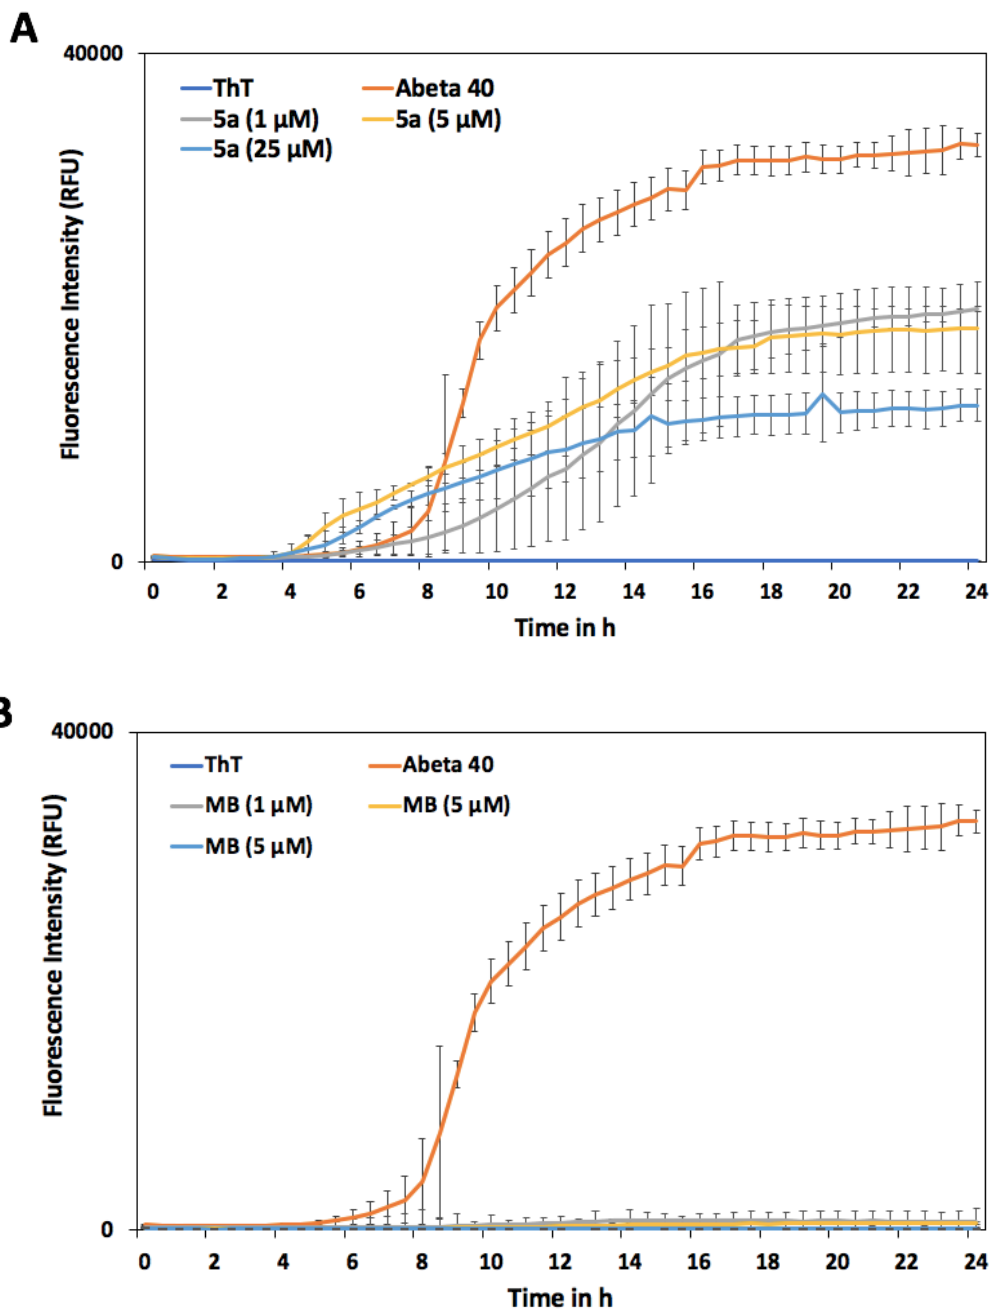 A
40000
ThT Abeta 40
5a (1 µM) 5a (5 µM)
5a (25 µM)
Fluorescence Intensity (RFU)
0
0 2 4 6 8 10 12 14 16 18 20 22 24
Time in h
B
40000
ThT Abeta 40
MB (1 µM) MB (5 µM)
MB (5 µM)
Fluorescence Intensity (RFU)
0
0 2 4 6 8 10 12 14 16 18 20 22 24
Time in h